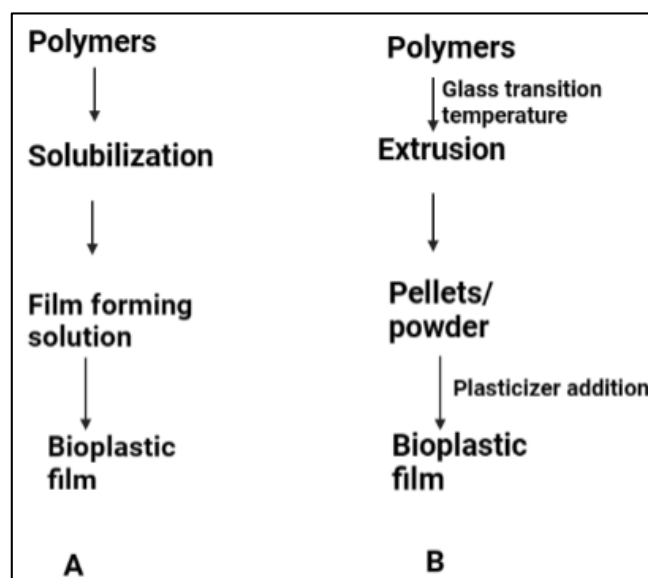 Polymers
Solubilization
Film forming
solution
Bioplastic
film
A
Polymers
Glass transition
temperature
Extrusion
Pellets/
powder
Plasticizer addition
Bioplastic
film
B